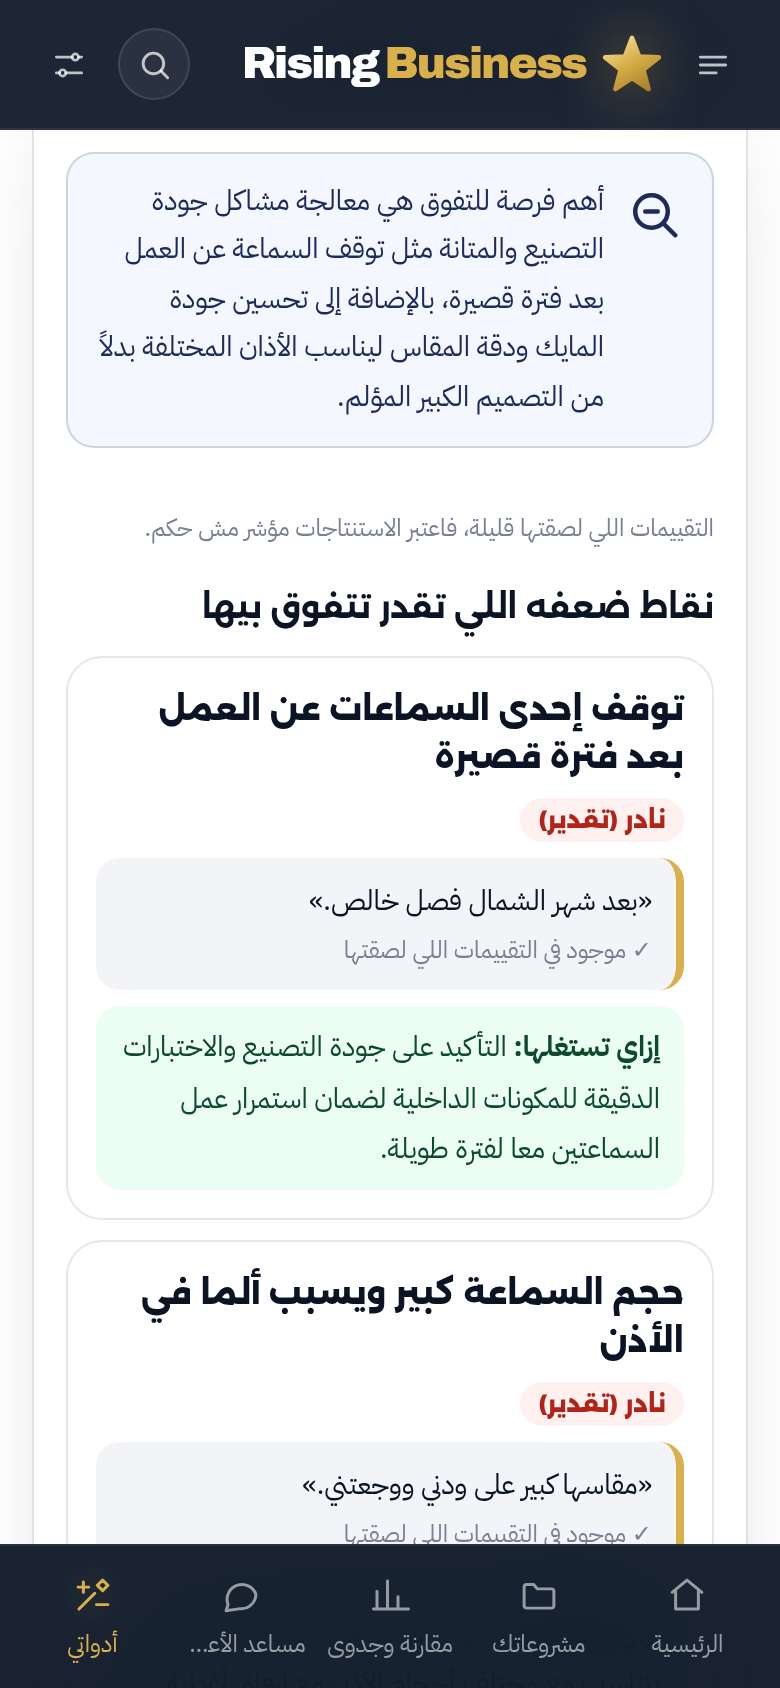 Rising Business
أهم فرصة للتفوق هي معالجة مشاكل جودة
التصنيع والمتانة مثل توقف السماعة عن العمل
بعد فترة قصيرة، بالإضافة إلى تحسين جودة
المايك ودقة المقاس ليناسب الأذان المختلفة بدلاً
من التصميم الكبير المؤلم.
التقييمات اللي لصقتها قليلة، فاعتبر الاستنتاجات مؤشر مش حكم.
نقاط ضعفه اللي تقدر تتفوق بيها
توقف إحدى السماعات عن العمل
بعد فترة قصيرة
نادر (تقدير)
«بعد شهر الشمال فصل خالص.»
✓ موجود في التقييمات اللي لصقتها
إزاي تستغلها: التأكيد على جودة التصنيع والاختبارات
الدقيقة للمكونات الداخلية لضمان استمرار عمل
السماعتين معا لفترة طويلة.
حجم السماعة كبير ويسبب ألما في
الأذن
نادر (تقدير)
«مقاسها كبير على ودني ووجعتني.»
✓ موجود في التقييمات اللي لصقتها
الرئيسية
مشروعاتك
مقارنة وجدوى
مساعد الأع...
أدواتي